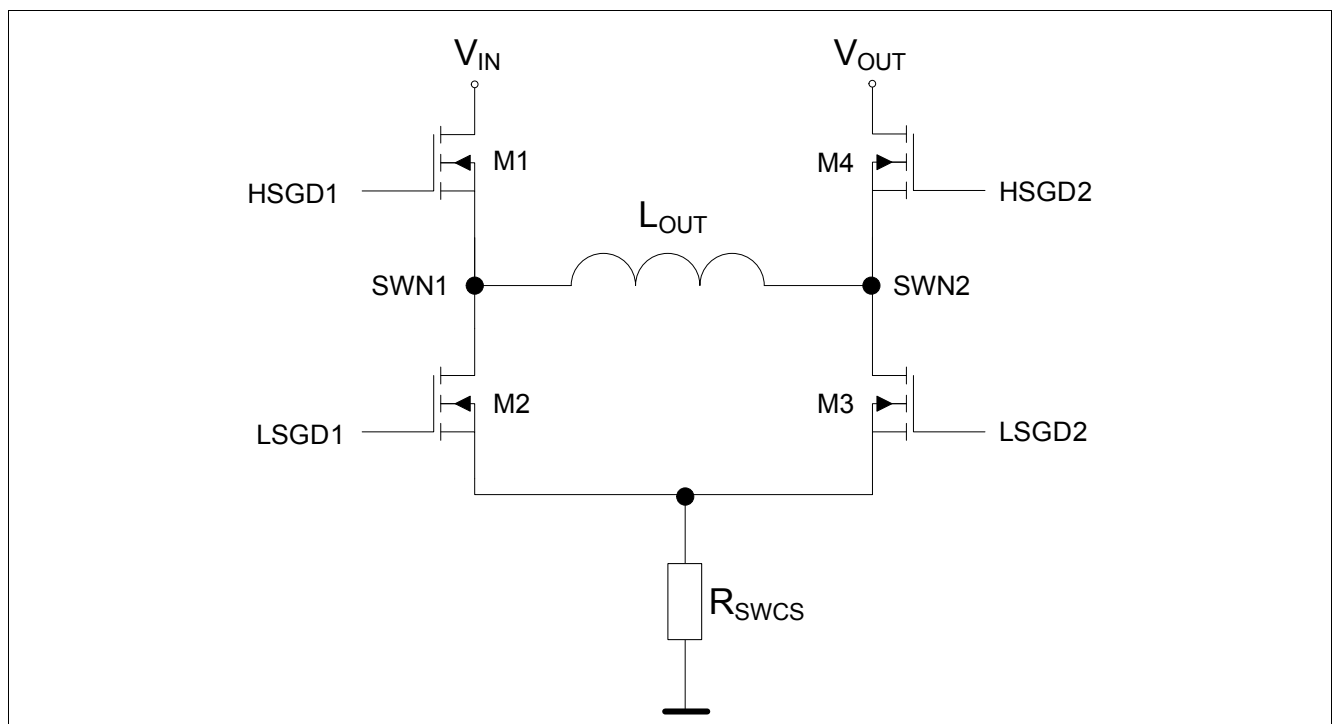 VIN
VOUT
M1
M4
HSGD1
HSGD2
LOUT
SWN1
SWN2
M2
M3
LSGD1
LSGD2
RSWCS